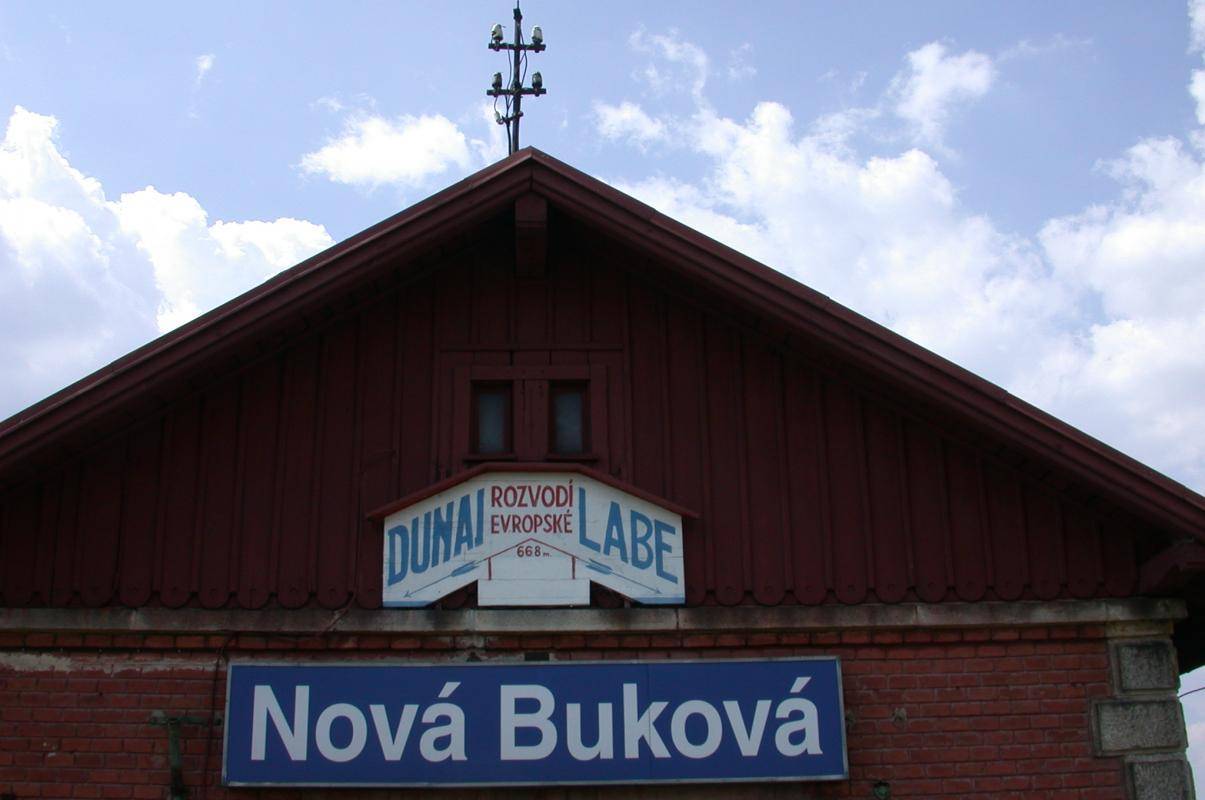 DUNAJ ROZVODÍ LABE
EVROPSKÉ
668 m.
Nová Buková